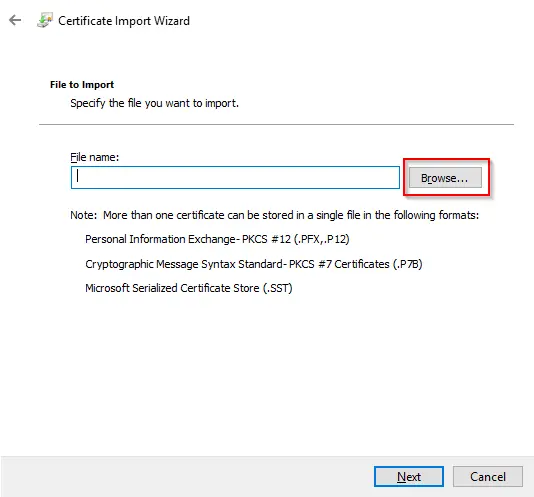 Certificate Import Wizard
File to Import
Specify the file you want to import.
File name:
Browse...
Note: More than one certificate can be stored in a single file in the following formats:
Personal Information Exchange- PKCS #12 (.PFX,.P12)
Cryptographic Message Syntax Standard- PKCS #7 Certificates (.P7B)
Microsoft Serialized Certificate Store (.SST)
Next
Cancel